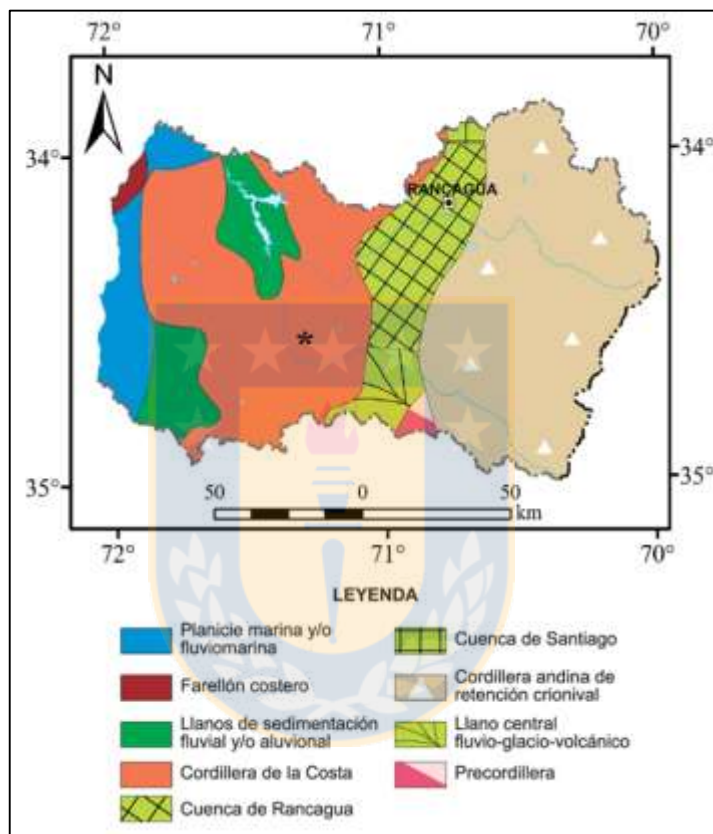 72° 71° 70°
N
34° 34°
RANCAGUA
*
35° 35°
50 0 50
km
72° 71° 70°
LEYENDA
Planicie marina y/o
fluviomarina
Farellón costero
Llanos de sedimentación
fluvial y/o aluvional
Cordillera de la Costa
Cuenca de Rancagua
Cuenca de Santiago
Cordillera andina de
retención crionival
Llano central
fluvio-glacio-volcánico
Precordillera